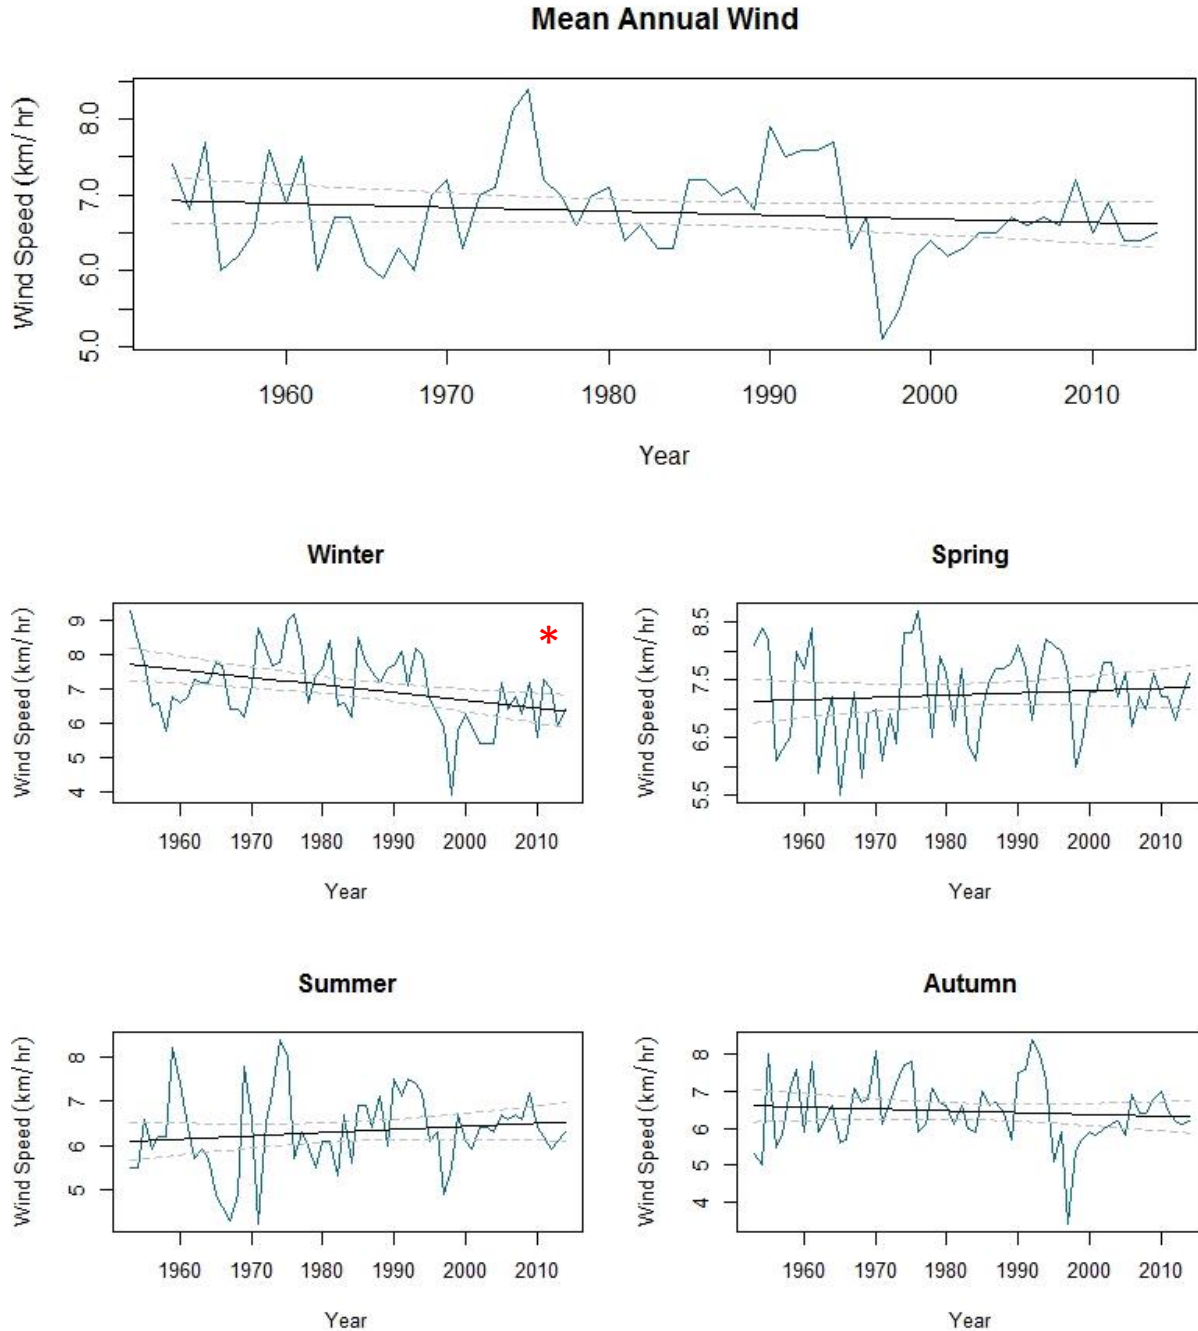 Mean Annual Wind
Wind Speed (km/hr)
8.0
7.0
6.0
5.0
1960 1970 1980 1990 2000 2010
Year
Winter
Wind Speed (km/hr)
9
8
7
6
5
4
*
1960 1970 1980 1990 2000 2010
Year
Spring
Wind Speed (km/hr)
8.5
7.5
6.5
5.5
1960 1970 1980 1990 2000 2010
Year
Summer
Wind Speed (km/hr)
8
7
6
5
1960 1970 1980 1990 2000 2010
Year
Autumn
Wind Speed (km/hr)
8
7
6
4
1960 1970 1980 1990 2000 2010
Year